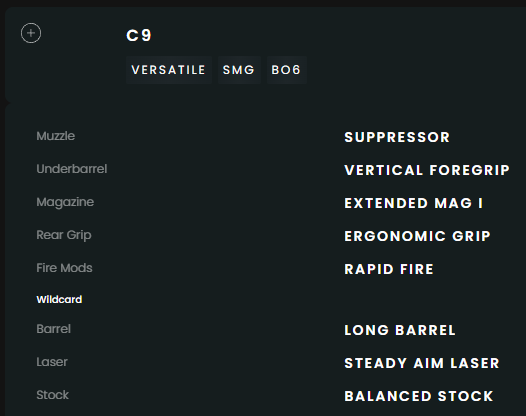 C9
VERSATILE SMG BO6
Muzzle SUPPRESSOR
Underbarrel VERTICAL FOREGRIP
Magazine EXTENDED MAG I
Rear Grip ERGONOMIC GRIP
Fire Mods RAPID FIRE
Wildcard
Barrel LONG BARREL
Laser STEADY AIM LASER
Stock BALANCED STOCK